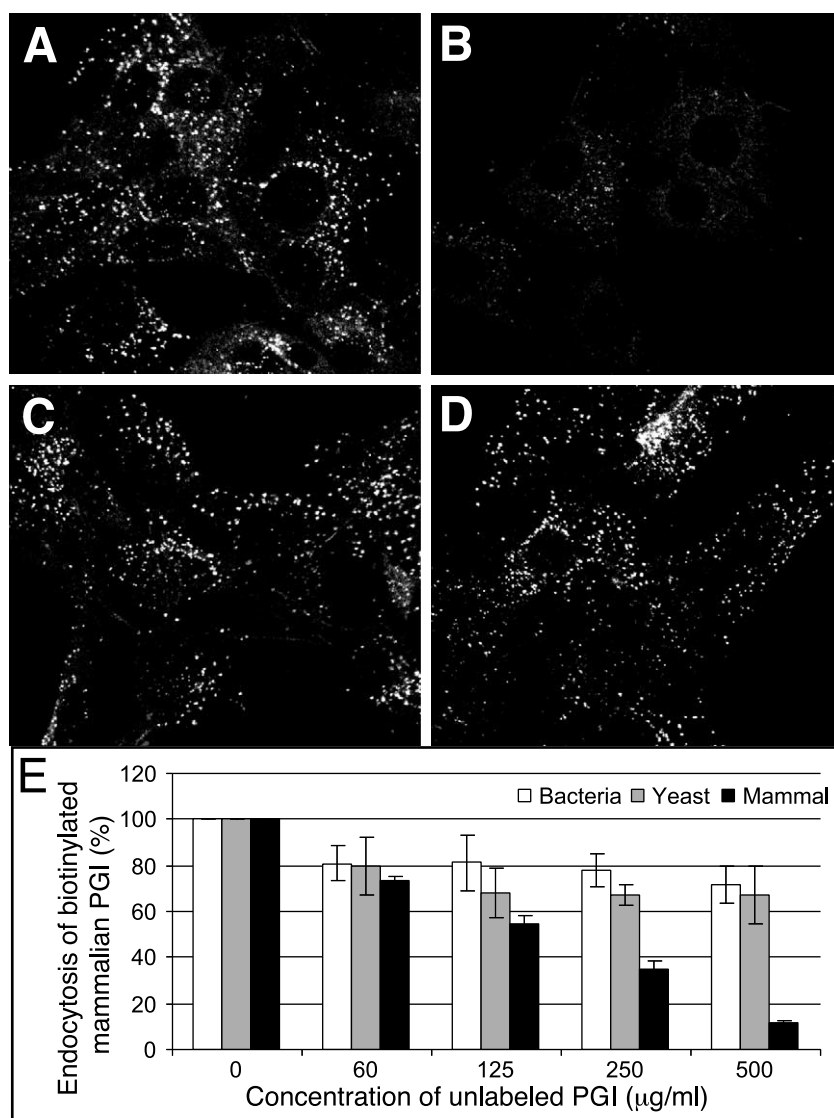 A
B
C
D
E
Endocytosis of biotinylated
mammalian PGI (%)
120
100
80
60
40
20
0
Bacteria Yeast Mammal
0 60 125 250 500
Concentration of unlabeled PGI (μg/ml)